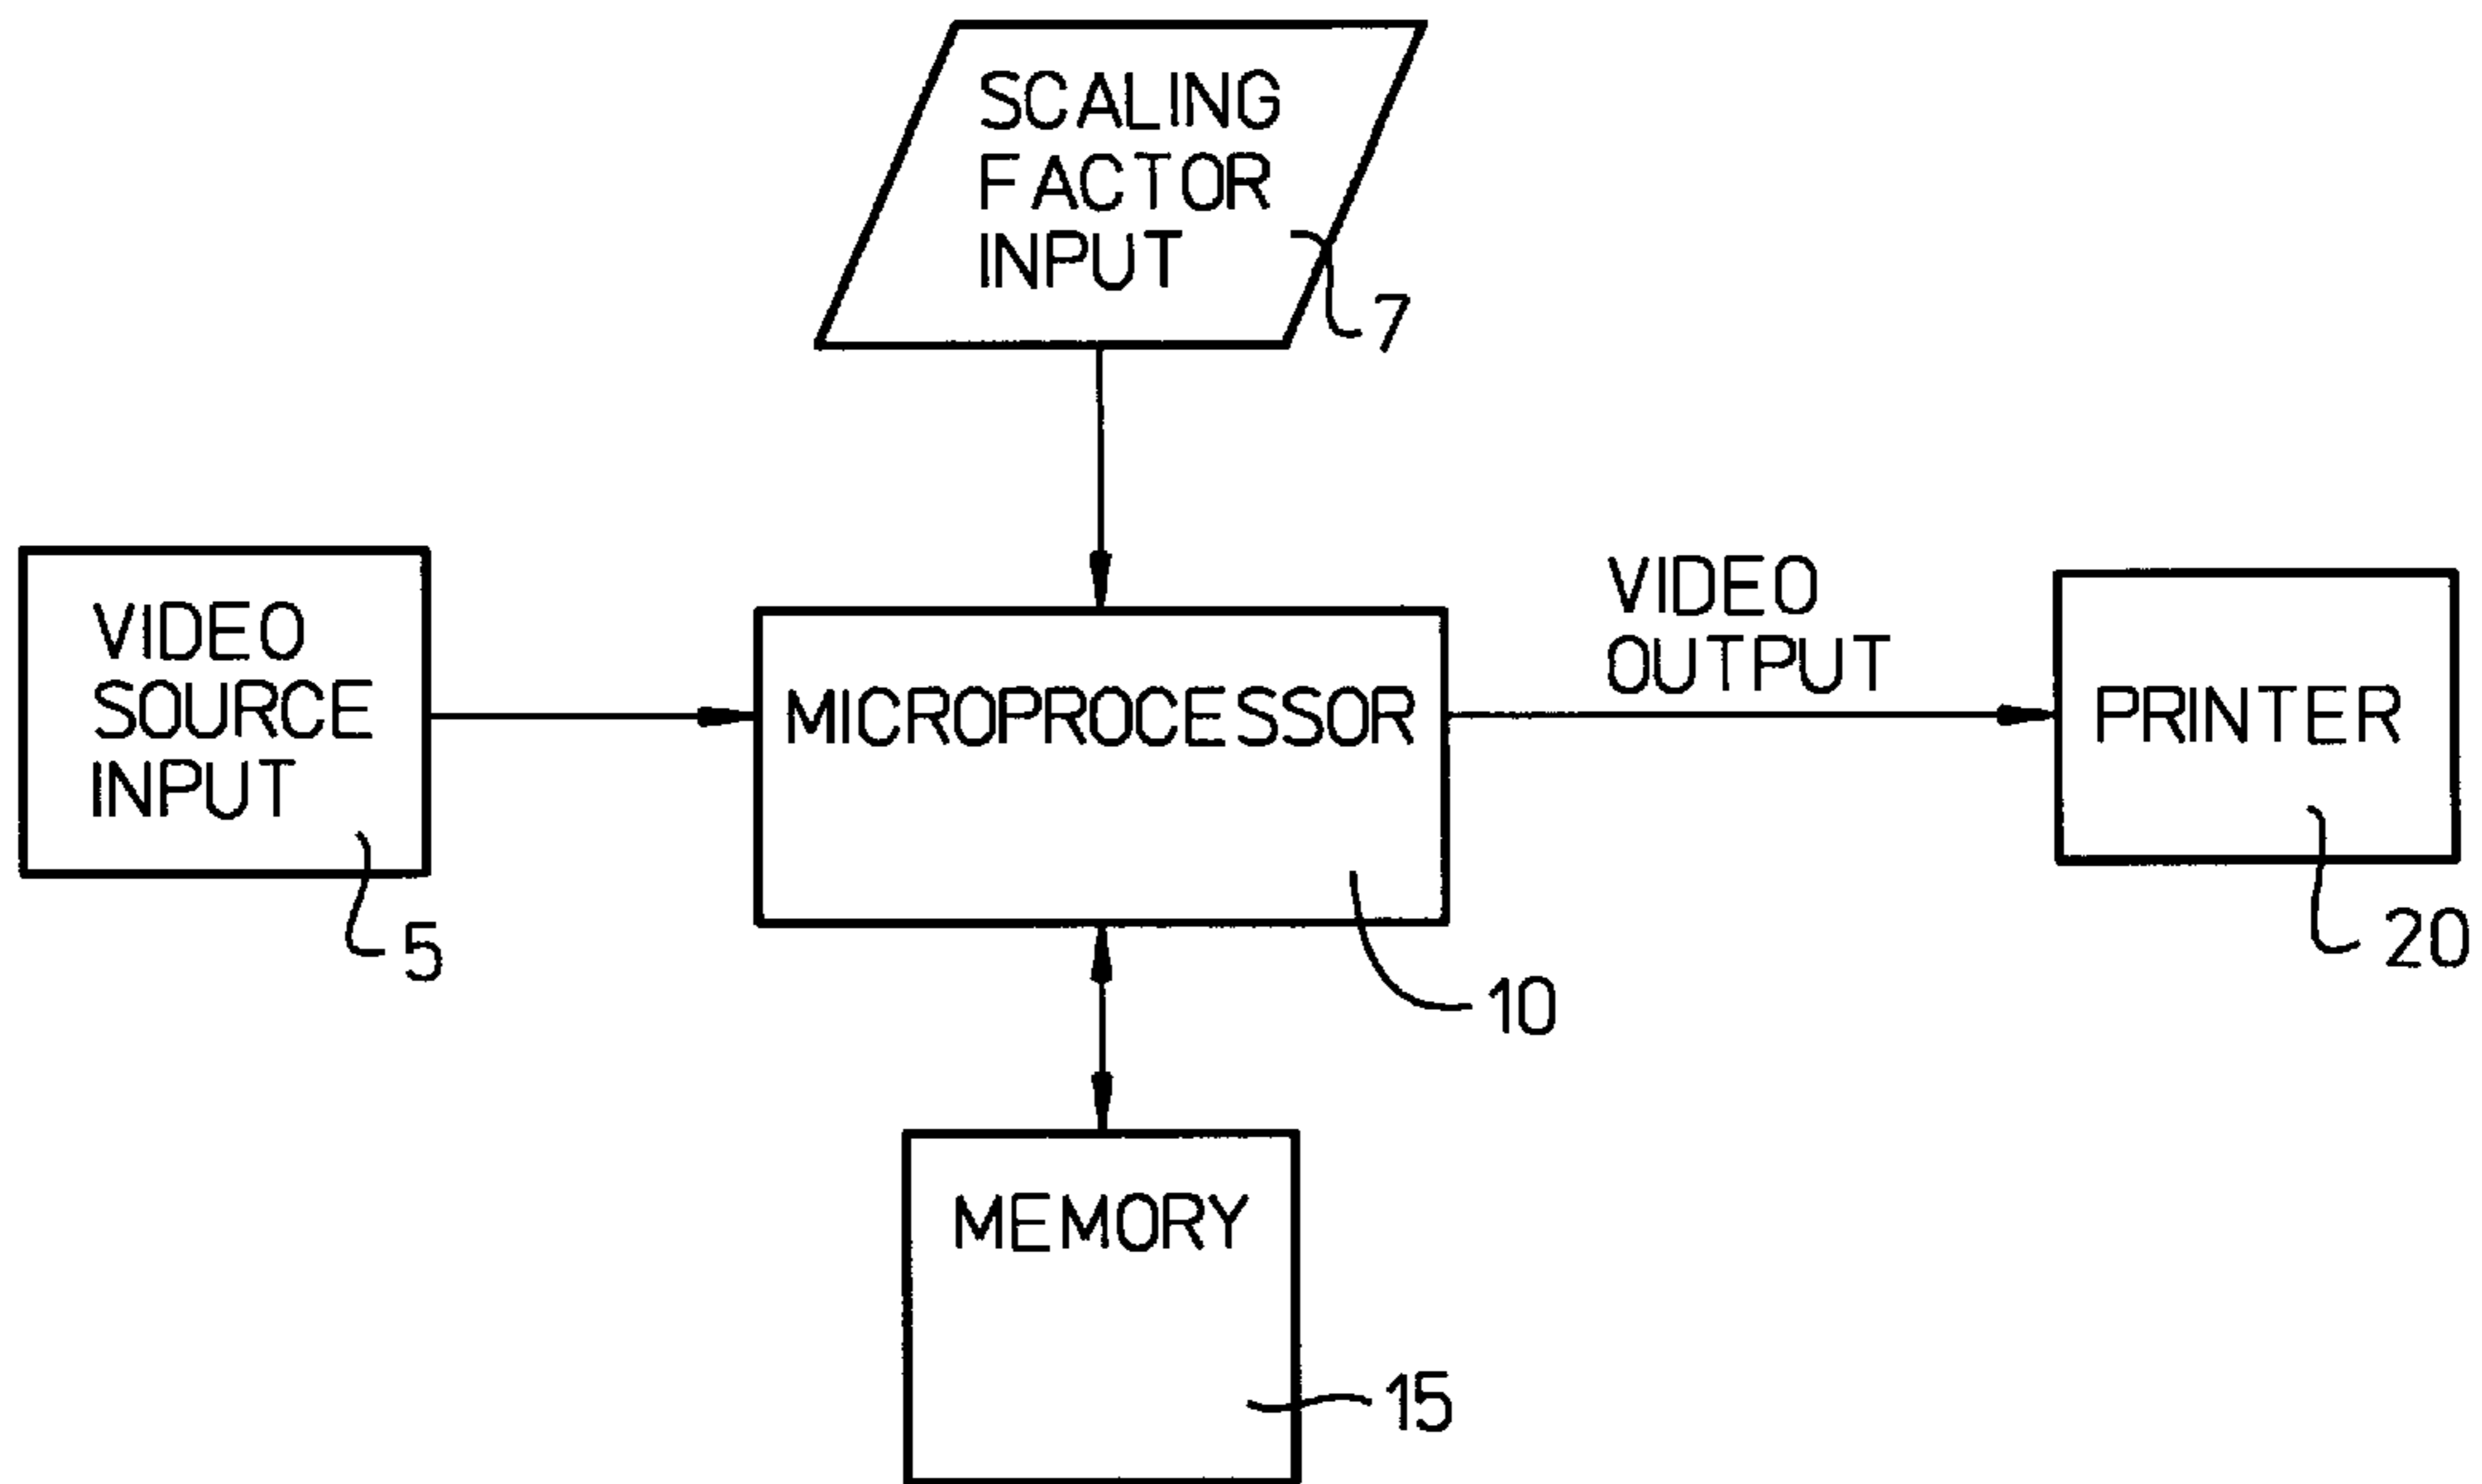 SCALING
FACTOR
INPUT
7
VIDEO
SOURCE
INPUT
5
MICROPROCESSOR
10
VIDEO
OUTPUT
PRINTER
20
MEMORY
15